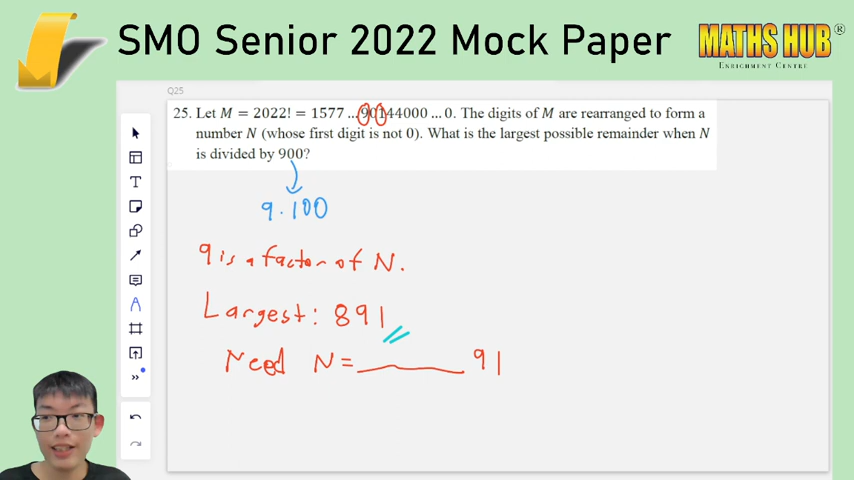 SMO Senior 2022 Mock Paper
MATHS HUB®
ENRICHMENT CENTRE
Q25
25. Let M = 2022! = 1577 ...90144000 ...0. The digits of M are rearranged to form a
number N (whose first digit is not 0). What is the largest possible remainder when N
is divided by 900?
9·100
9 is a factor of N.
Largest: 891
Need N= 91
T